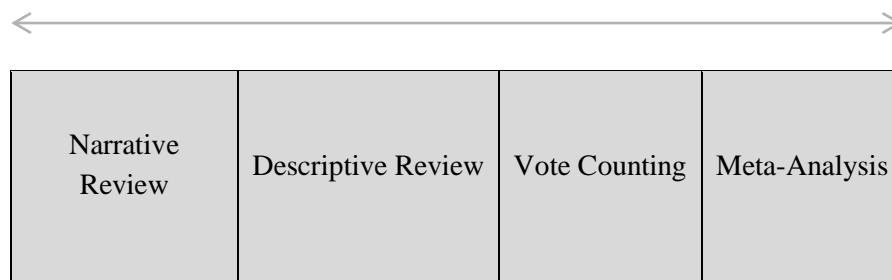 Narrative
Review
Descriptive Review
Vote Counting
Meta-Analysis